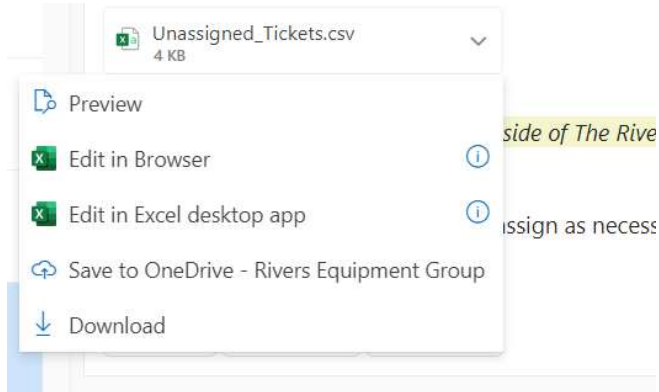 Unassigned_Tickets.csv
4 KB
Preview
side of The Rive
Edit in Browser
Edit in Excel desktop app
ssign as necess
Save to OneDrive - Rivers Equipment Group
Download